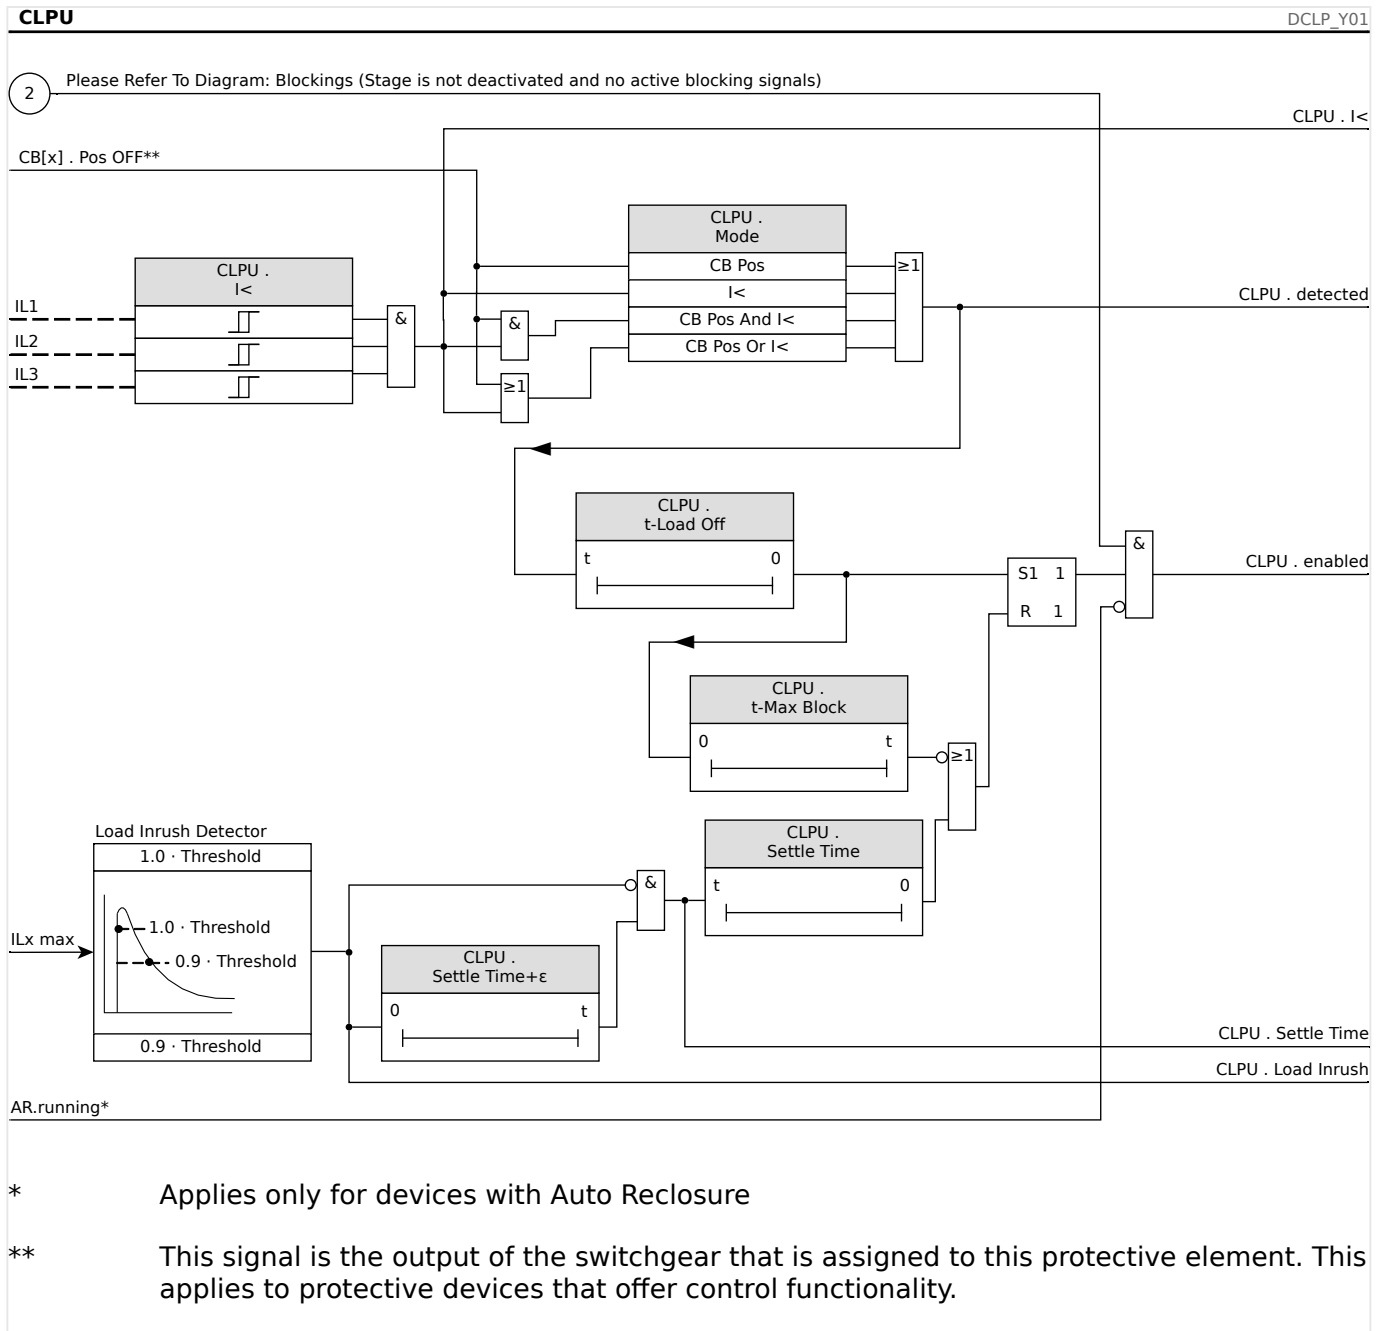 CLPU
DCLP_Y01
2
Please Refer To Diagram: Blockings (Stage is not deactivated and no active blocking signals)
CLPU . I<
CB[x] . Pos OFF**
CLPU .
Mode
CB Pos
I<
CB Pos And I<
CB Pos Or I<
≥1
CLPU . detected
CLPU .
I<
IL1
IL2
IL3
&
&
≥1
CLPU .
t-Load Off
t 0
S1 1
R 1
&
CLPU . enabled
CLPU .
t-Max Block
0 t
≥1
Load Inrush Detector
1.0 · Threshold
1.0 · Threshold
0.9 · Threshold
0.9 · Threshold
ILx max
&
CLPU .
Settle Time
t 0
CLPU .
Settle Time+ε
0 t
CLPU . Settle Time
CLPU . Load Inrush
AR.running*
* Applies only for devices with Auto Reclosure
** This signal is the output of the switchgear that is assigned to this protective element. This
applies to protective devices that offer control functionality.